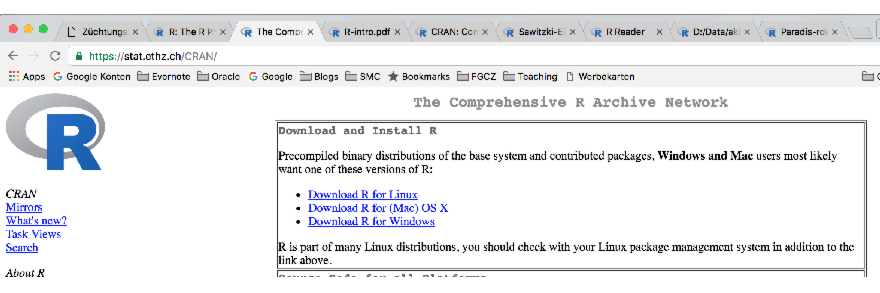 Züchtungs
R: The R P
The Compr
R-intro.pdf
CRAN: Con
Sawitzki-E
R Reader
D:/Data/ak
Paradis-rd
https://stat.ethz.ch/CRAN/
Apps Google Konten Evernote Oracle Google Blogs SMC Bookmarks FGCZ Teaching Werbekarten
The Comprehensive R Archive Network
R
CRAN
Mirrors
What's new?
Task Views
Search
About R
Download and Install R
Precompiled binary distributions of the base system and contributed packages, Windows and Mac users most likely
want one of these versions of R:
• Download R for Linux
• Download R for (Mac) OS X
• Download R for Windows
R is part of many Linux distributions, you should check with your Linux package management system in addition to the
link above.